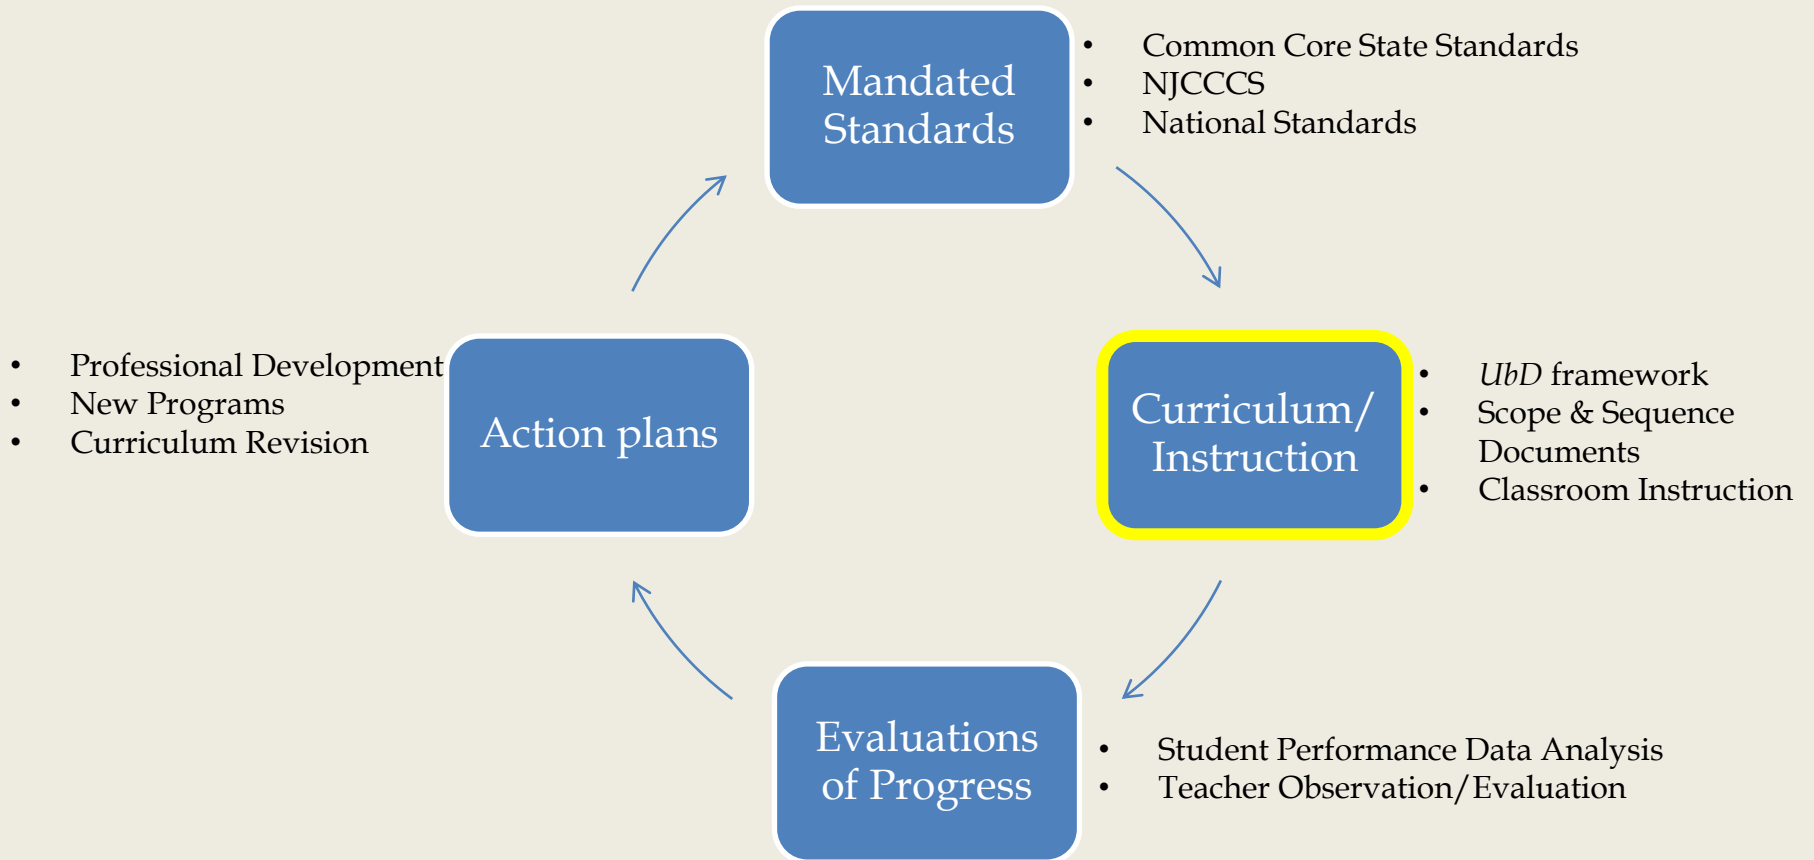 Mandated
Standards
• Common Core State Standards
• NJCCCS
• National Standards
Curriculum/
Instruction
• UbD framework
• Scope & Sequence
Documents
• Classroom Instruction
Evaluations
of Progress
• Student Performance Data Analysis
• Teacher Observation/Evaluation
Action plans
• Professional Development
• New Programs
• Curriculum Revision